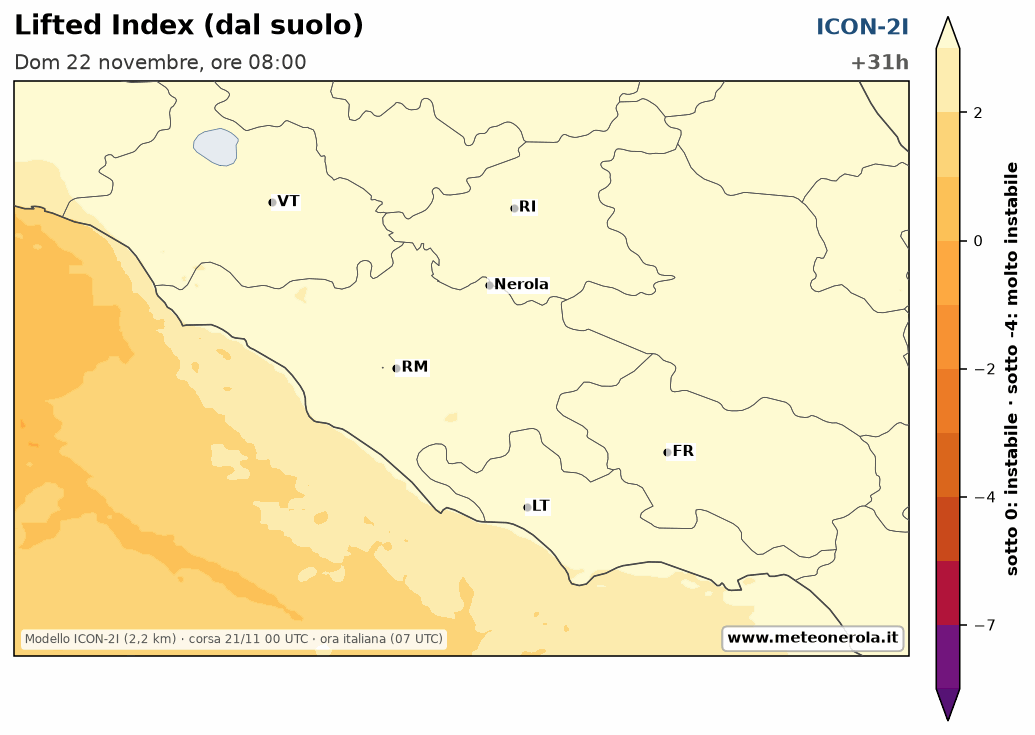 Lifted Index (dal suolo)
ICON-2I
Dom 22 novembre, ore 08:00
+31h
VT
RI
Nerola
RM
FR
LT
Modello ICON-2I (2,2 km) · corsa 21/11 00 UTC · ora italiana (07 UTC)
www.meteonerola.it
2
0
−2
−4
−7
sotto 0: instabile · sotto -4: molto instabile